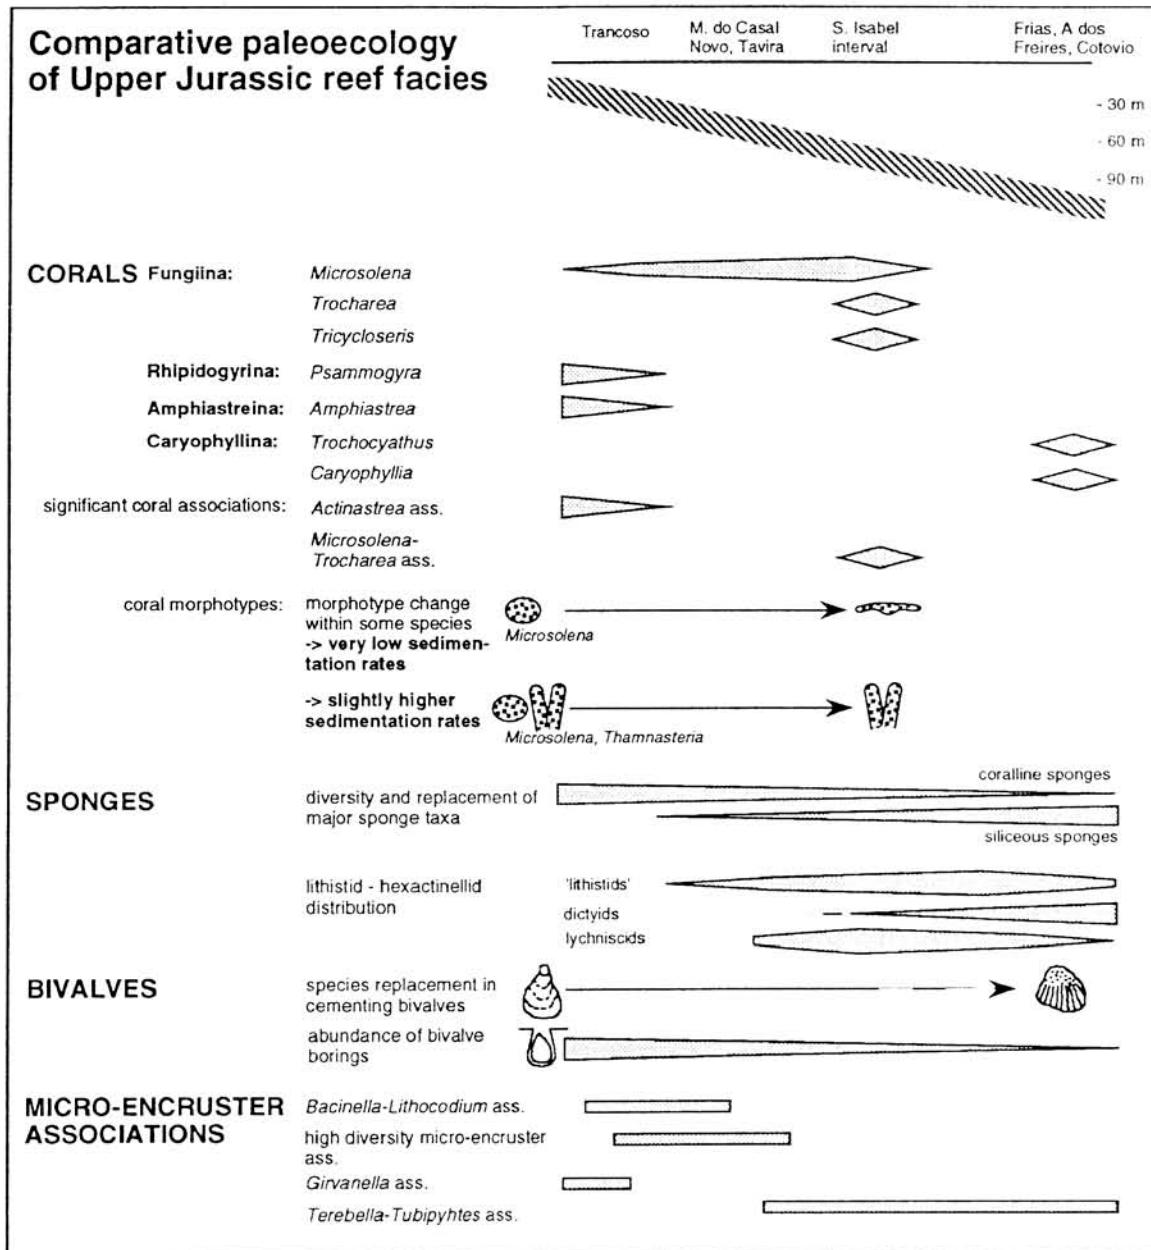 Comparative paleoecology
of Upper Jurassic reef facies
Trancoso
M. do Casal
Novo, Tavira
S. Isabel
interval
Frias, A dos
Freires, Cotovio
- 30 m
- 60 m
- 90 m
CORALS Fungiina: Microsolena
Trocharea
Tricycloseris
Rhipidogyrina: Psammogyra
Amphiastreina: Amphiastrea
Caryophyllina: Trochocyathus
Caryophyllia
significant coral associations: Actinastrea ass.
Microsolena-
Trocharea ass.
coral morphotypes: morphotype change
within some species
-> very low sedimen-
tation rates
Microsolena
-> slightly higher
sedimentation rates
Microsolena, Thamnasteria
SPONGES
diversity and replacement of
major sponge taxa
coralline sponges
siliceous sponges
lithistid - hexactinellid
distribution
'lithistids'
dictyids
lychniscids
BIVALVES
species replacement in
cementing bivalves
abundance of bivalve
borings
MICRO-ENCRUSTER
ASSOCIATIONS
Bacinella-Lithocodium ass.
high diversity micro-encruster
ass.
Girvanella ass.
Terebella-Tubipyhtes ass.